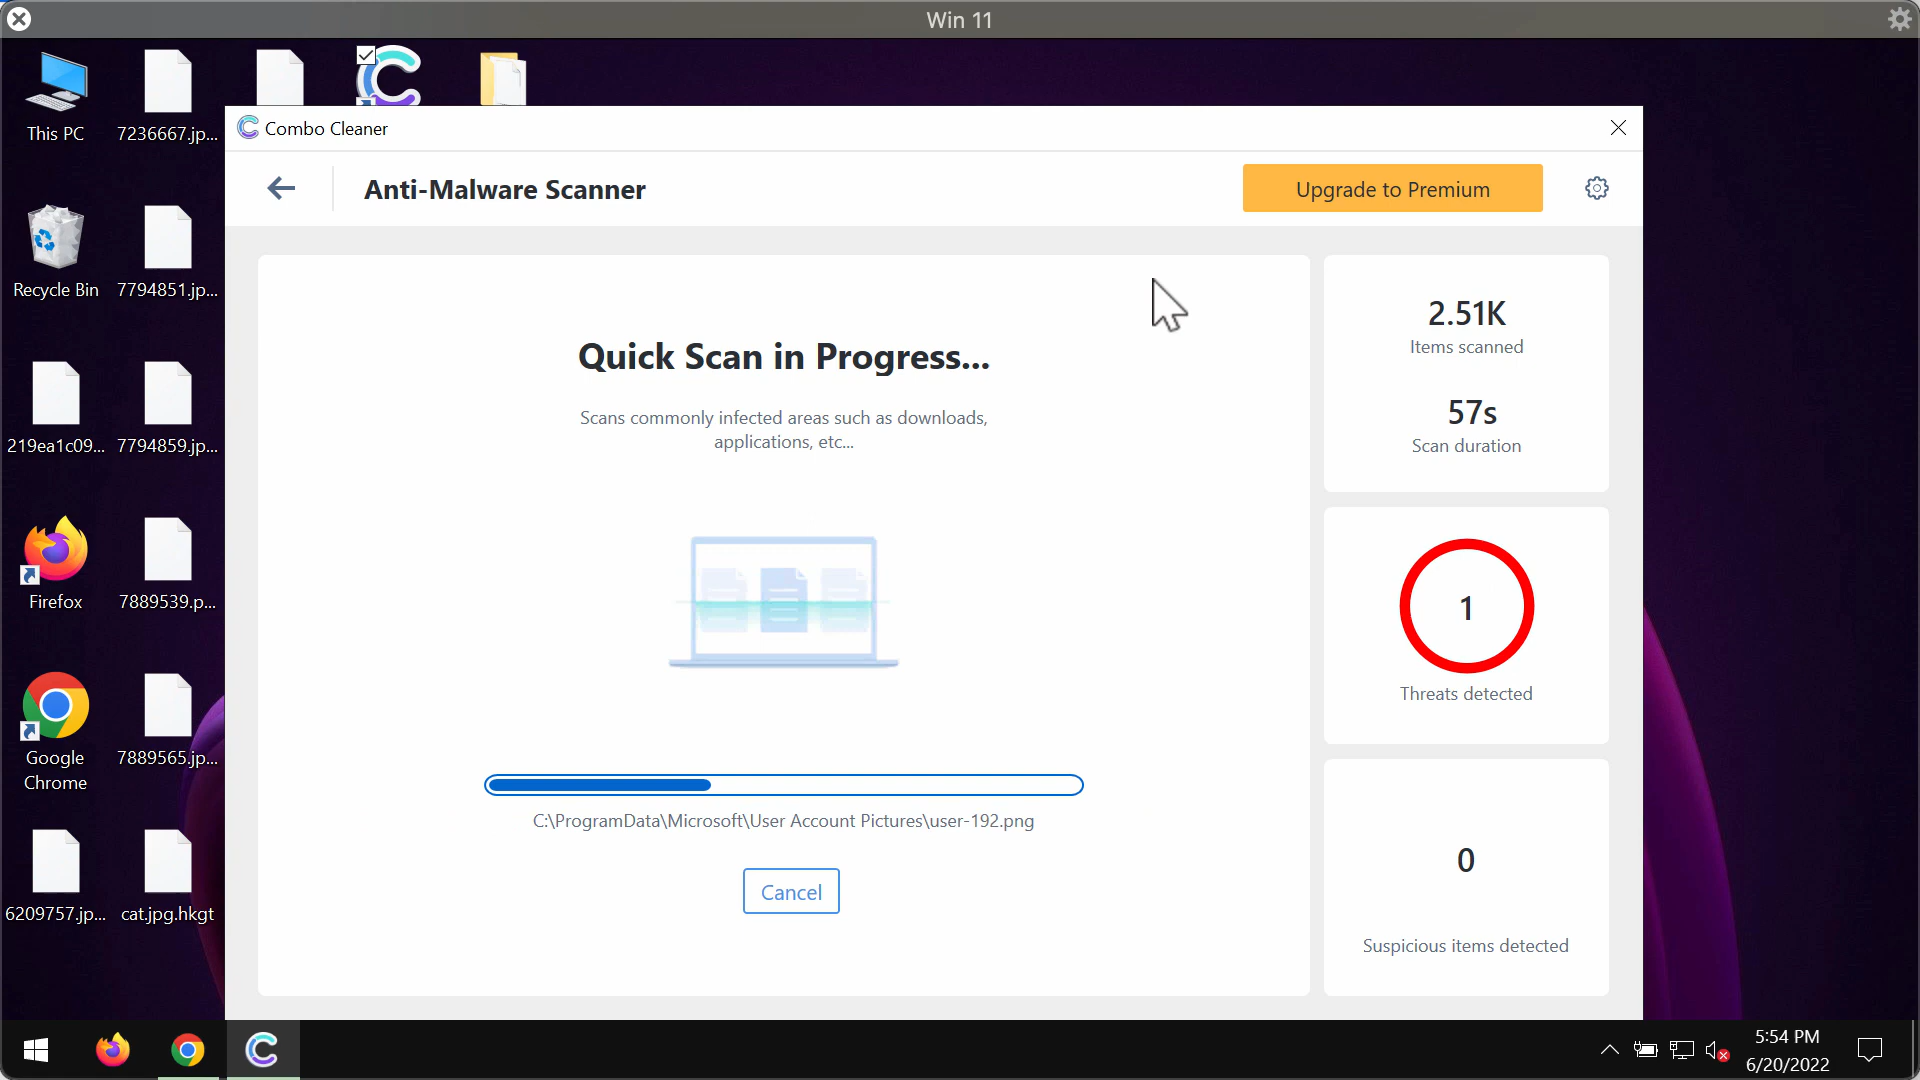 Win 11
This PC
7236667.jp...
Recycle Bin
7794851.jp...
219ea1c09...
7794859.jp...
Firefox
7889539.p...
Google
Chrome
7889565.jp...
6209757.jp...
cat.jpg.hkgt
Combo Cleaner
Anti-Malware Scanner
Upgrade to Premium
Quick Scan in Progress...
Scans commonly infected areas such as downloads,
applications, etc...
C:\ProgramData\Microsoft\User Account Pictures\user-192.png
Cancel
2.51K
Items scanned
57s
Scan duration
1
Threats detected
0
Suspicious items detected
5:54 PM
6/20/2022